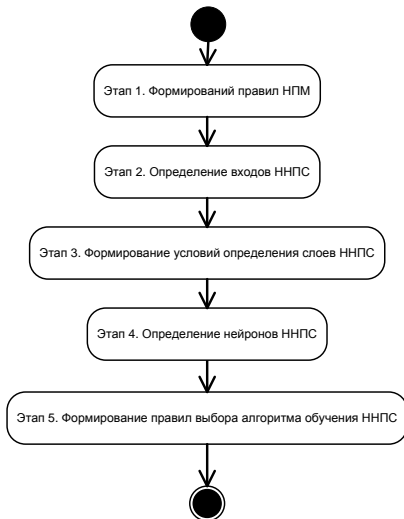 Этап 1. Формирований правил НПМ
Этап 2. Определение входов ННПС
Этап 3. Формирование условий определения слоев ННПС
Этап 4. Определение нейронов ННПС
Этап 5. Формирование правил выбора алгоритма обучения ННПС